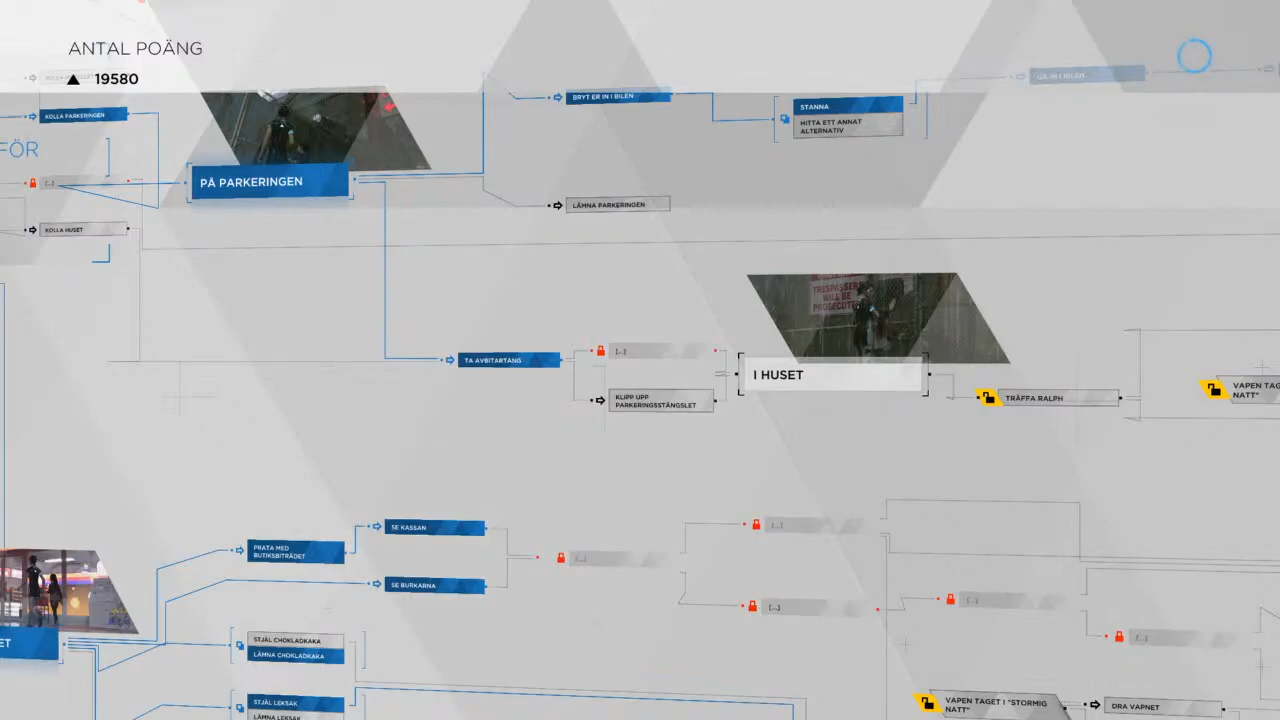 ANTAL POÄNG
19580
GÅ IN I BILEN
BRYT ER IN I BILEN
STANNA
HITTA ETT ANNAT
ALTERNATIV
KOLLA PARKERINGEN
FÖR
PÅ PARKERINGEN
[...]
LÄMNA PARKERINGEN
KOLLA HUSET
TRESPASSERS
WILL BE
PROSECUTE
TA AVBITARTÅNG
[...]
KLIPP UPP
PARKERINGSSTÄNGSLET
I HUSET
TRÄFFA RALPH
VAPEN TAG
NATT"
SE KASSAN
[...]
PRATA MED
BUTIKSBITRÄDET
[...]
SE BURKARNA
[...]
[...]
[...]
ET
STJÄL CHOKLADKAKA
LÄMNA CHOKLADKAKA
STJÄL LEKSAK
LÄMNA LEKSAK
VAPEN TAGET I "STORMIG
NATT"
DRA VAPNET